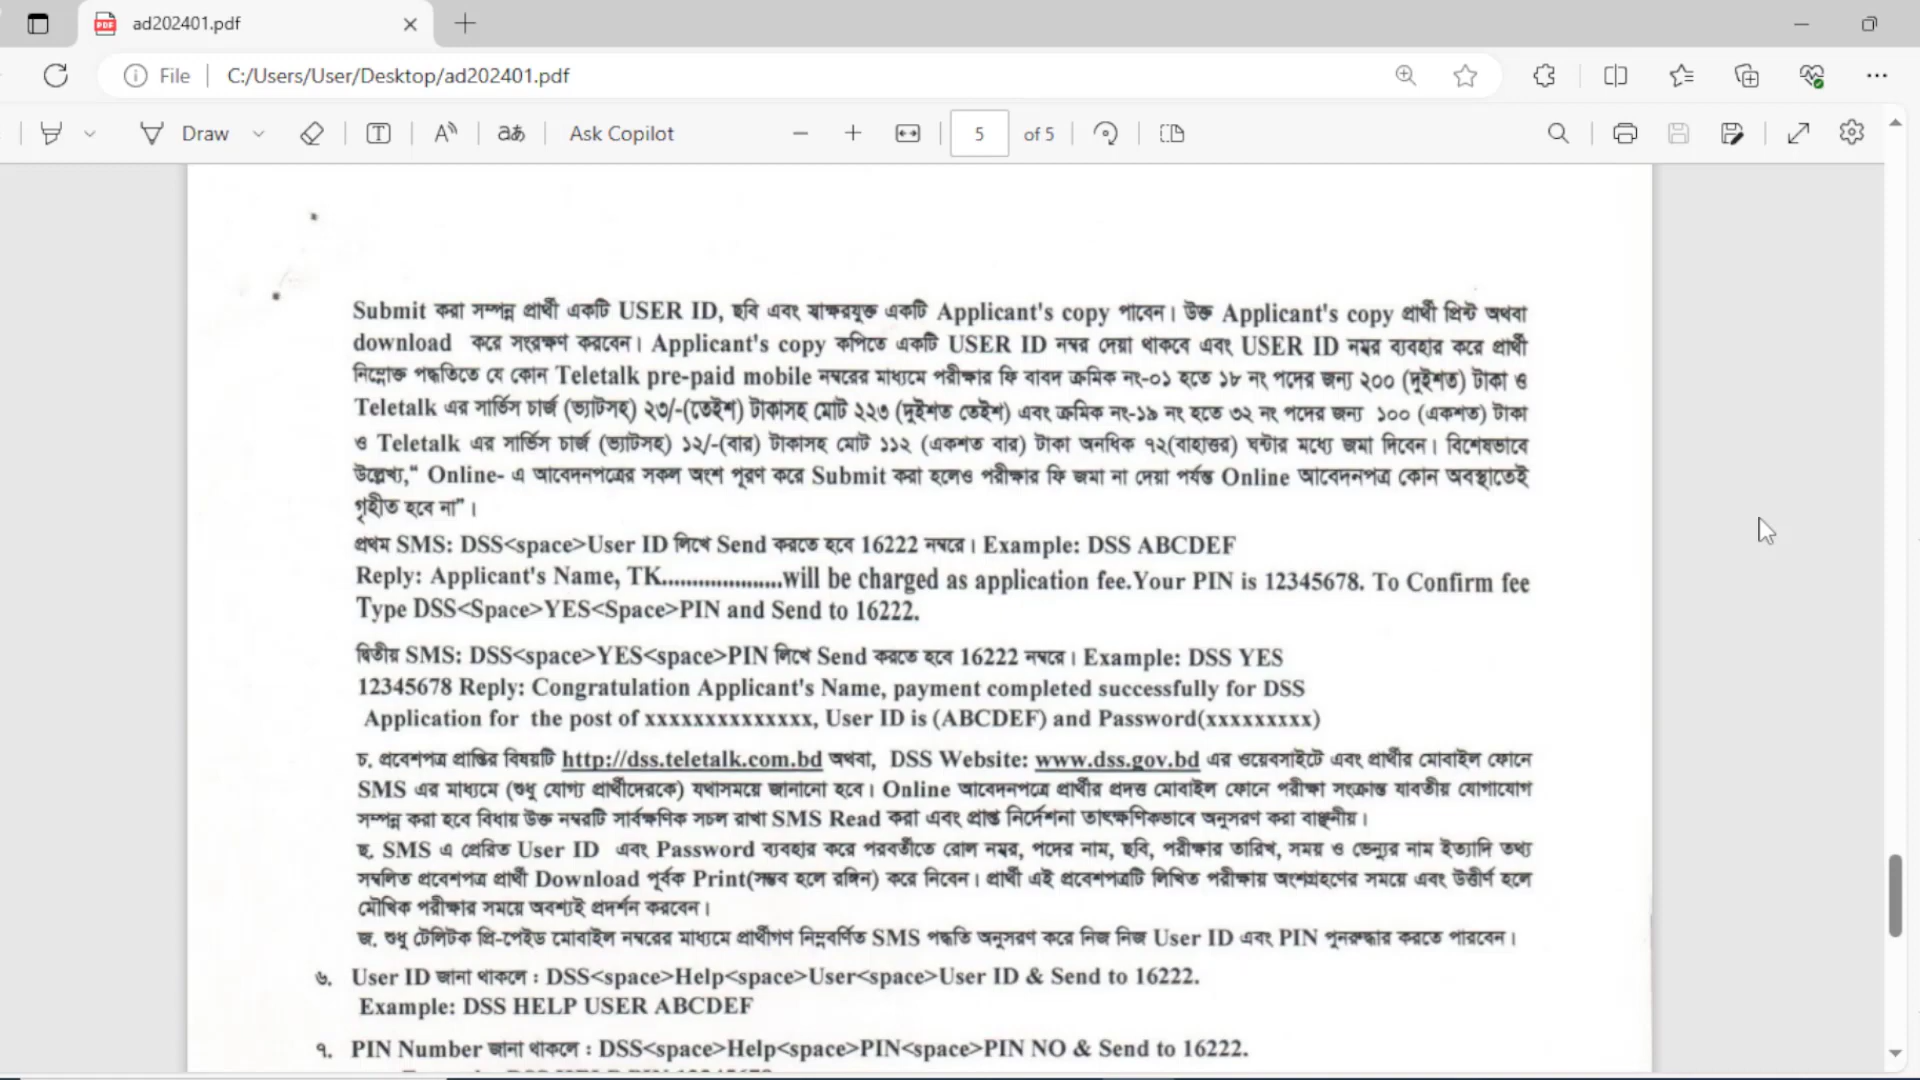 ad202401.pdf
File
C:/Users/User/Desktop/ad202401.pdf
Draw
aあ
Ask Copilot
5 of 5
Submit করা সম্পন্ন প্রার্থী একটি USER ID, ছবি এবং স্বাক্ষরযুক্ত একটি Applicant's copy পাবেন। উক্ত Applicant's copy প্রার্থী প্রিন্ট অথবা
download করে সংরক্ষণ করবেন। Applicant's copy কপিতে একটি USER ID নম্বর দেয়া থাকবে এবং USER ID নম্বর ব্যবহার করে প্রার্থী
নিম্নোক্ত পদ্ধতিতে যে কোন Teletalk pre-paid mobile নম্বরের মাধ্যমে পরীক্ষার ফি বাবদ ক্রমিক নং-০১ হতে ১৮ নং পদের জন্য ২০০ (দুইশত) টাকা ও
Teletalk এর সার্ভিস চার্জ (ভ্যাটসহ) ২৩/-(তেইশ) টাকাসহ মোট ২২৩ (দুইশত তেইশ) এবং ক্রমিক নং-১৯ নং হতে ৩২ নং পদের জন্য ১০০ (একশত) টাকা
ও Teletalk এর সার্ভিস চার্জ (ভ্যাটসহ) ১২/-(বার) টাকাসহ মোট ১১২ (একশত বার) টাকা অনধিক ৭২(বাহাত্তর) ঘন্টার মধ্যে জমা দিবেন। বিশেষভাবে
উল্লেখ্য,“ Online- এ আবেদনপত্রের সকল অংশ পূরণ করে Submit করা হলেও পরীক্ষার ফি জমা না দেয়া পর্যন্ত Online আবেদনপত্র কোন অবস্থাতেই
গৃহীত হবে না”।
প্রথম SMS: DSS<space>User ID লিখে Send করতে হবে 16222 নম্বরে। Example: DSS ABCDEF
Reply: Applicant's Name, TK...................will be charged as application fee.Your PIN is 12345678. To Confirm fee
Type DSS<Space>YES<Space>PIN and Send to 16222.
দ্বিতীয় SMS: DSS<space>YES<space>PIN লিখে Send করতে হবে 16222 নম্বরে। Example: DSS YES
12345678 Reply: Congratulation Applicant's Name, payment completed successfully for DSS
Application for the post of xxxxxxxxxxxxxx, User ID is (ABCDEF) and Password(xxxxxxxxx)
চ. প্রবেশপত্র প্রাপ্তির বিষয়টি http://dss.teletalk.com.bd অথবা, DSS Website: www.dss.gov.bd এর ওয়েবসাইটে এবং প্রার্থীর মোবাইল ফোনে
SMS এর মাধ্যমে (শুধু যোগ্য প্রার্থীদেরকে) যথাসময়ে জানানো হবে। Online আবেদনপত্রে প্রার্থীর প্রদত্ত মোবাইল ফোনে পরীক্ষা সংক্রান্ত যাবতীয় যোগাযোগ
সম্পন্ন করা হবে বিধায় উক্ত নম্বরটি সার্বক্ষণিক সচল রাখা SMS Read করা এবং প্রাপ্ত নির্দেশনা তাৎক্ষণিকভাবে অনুসরণ করা বাঞ্ছনীয়।
ছ. SMS এ প্রেরিত User ID এবং Password ব্যবহার করে পরবর্তীতে রোল নম্বর, পদের নাম, ছবি, পরীক্ষার তারিখ, সময় ও ভেন্যুর নাম ইত্যাদি তথ্য
সম্বলিত প্রবেশপত্র প্রার্থী Download পূর্বক Print(সম্ভব হলে রঙ্গিন) করে নিবেন। প্রার্থী এই প্রবেশপত্রটি লিখিত পরীক্ষায় অংশগ্রহণের সময়ে এবং উত্তীর্ণ হলে
মৌখিক পরীক্ষার সময়ে অবশ্যই প্রদর্শন করবেন।
জ. শুধু টেলিটক প্রি-পেইড মোবাইল নম্বরের মাধ্যমে প্রার্থীগণ নিম্নবর্ণিত SMS পদ্ধতি অনুসরণ করে নিজ নিজ User ID এবং PIN পুনরুদ্ধার করতে পারবেন।
৬. User ID জানা থাকলে : DSS<space>Help<space>User<space>User ID & Send to 16222.
Example: DSS HELP USER ABCDEF
৭. PIN Number জানা থাকলে : DSS<space>Help<space>PIN<space>PIN NO & Send to 16222.